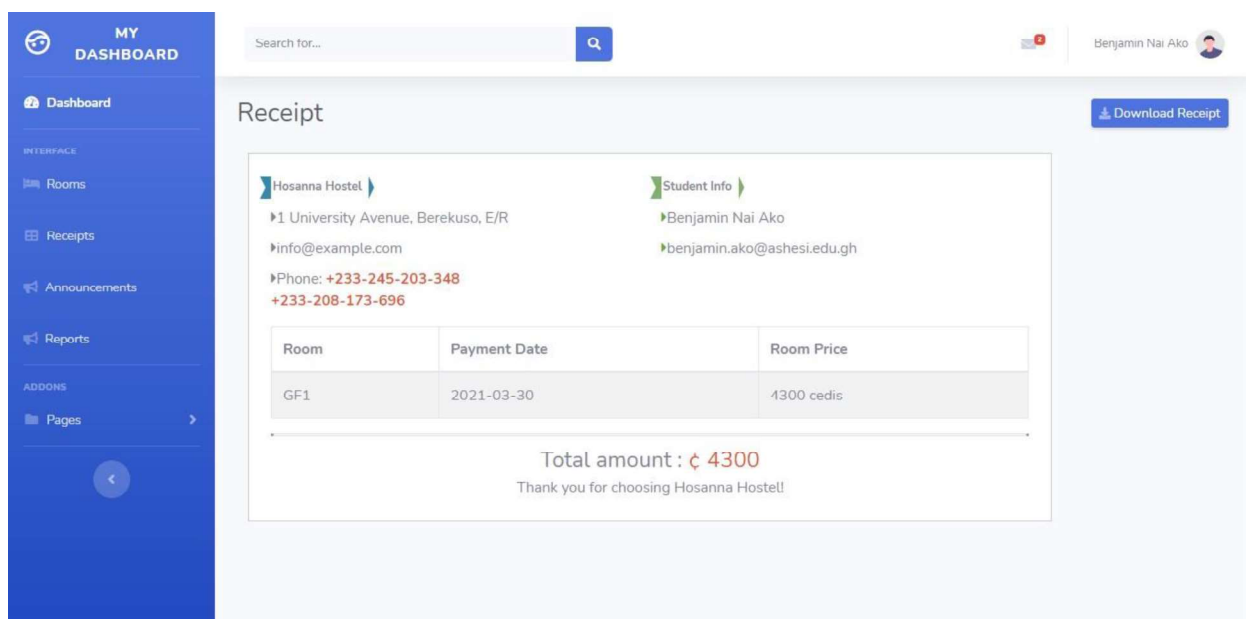 MY
DASHBOARD
Dashboard
INTERFACE
Rooms
Receipts
Announcements
Reports
ADDONS
Pages
Search for...
2
Benjamin Nai Ako
Receipt
Download Receipt
Hosanna Hostel
1 University Avenue, Berekuso, E/R
info@example.com
Phone: +233-245-203-348
+233-208-173-696
Student Info
Benjamin Nai Ako
benjamin.ako@ashesi.edu.gh
Room Payment Date Room Price
GF1 2021-03-30 4300 cedis
Total amount : ¢ 4300
Thank you for choosing Hosanna Hostel!